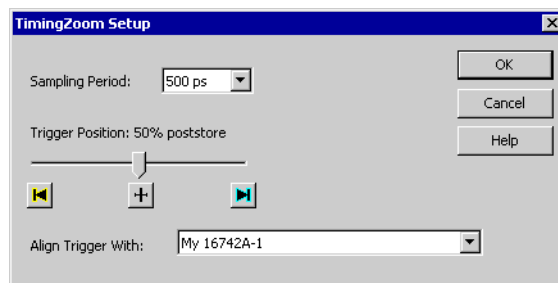 TimingZoom Setup
Sampling Period: 500 ps
OK
Cancel
Trigger Position: 50% poststore
Help
Align Trigger With: My 16742A-1